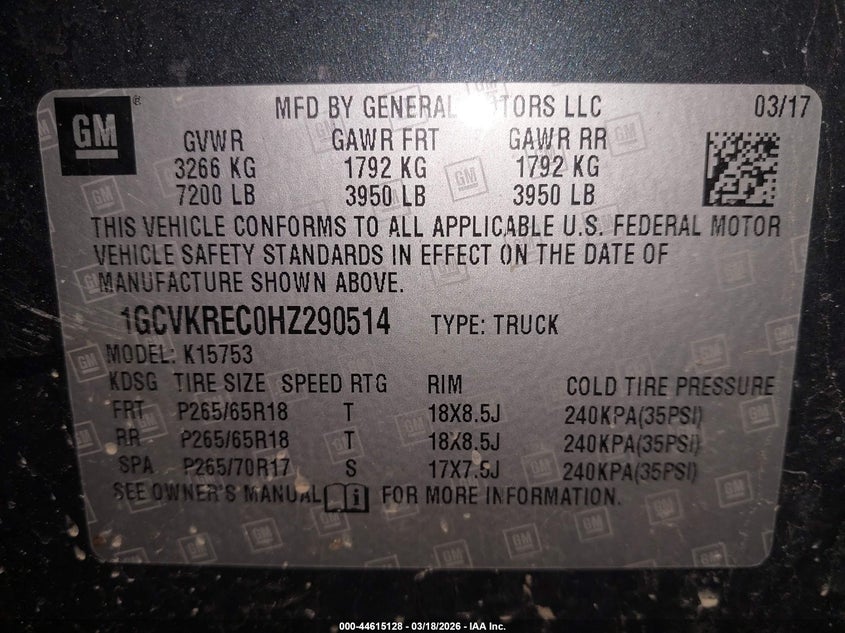 GM ®
MFD BY GENERAL MOTORS LLC 03/17
GVWR GAWR FRT GAWR RR
3266 KG 1792 KG 1792 KG
7200 LB 3950 LB 3950 LB
THIS VEHICLE CONFORMS TO ALL APPLICABLE U.S. FEDERAL MOTOR
VEHICLE SAFETY STANDARDS IN EFFECT ON THE DATE OF
MANUFACTURE SHOWN ABOVE.
1GCVKREC0HZ290514 TYPE: TRUCK
MODEL: K15753
KDSG TIRE SIZE SPEED RTG RIM COLD TIRE PRESSURE
FRT P265/65R18 T 18X8.5J 240KPA(35PSI)
RR P265/65R18 T 18X8.5J 240KPA(35PSI)
SPA P265/70R17 S 17X7.5J 240KPA(35PSI)
SEE OWNER'S MANUAL FOR MORE INFORMATION.
000-44615128 — 03/18/2026 — IAA Inc.